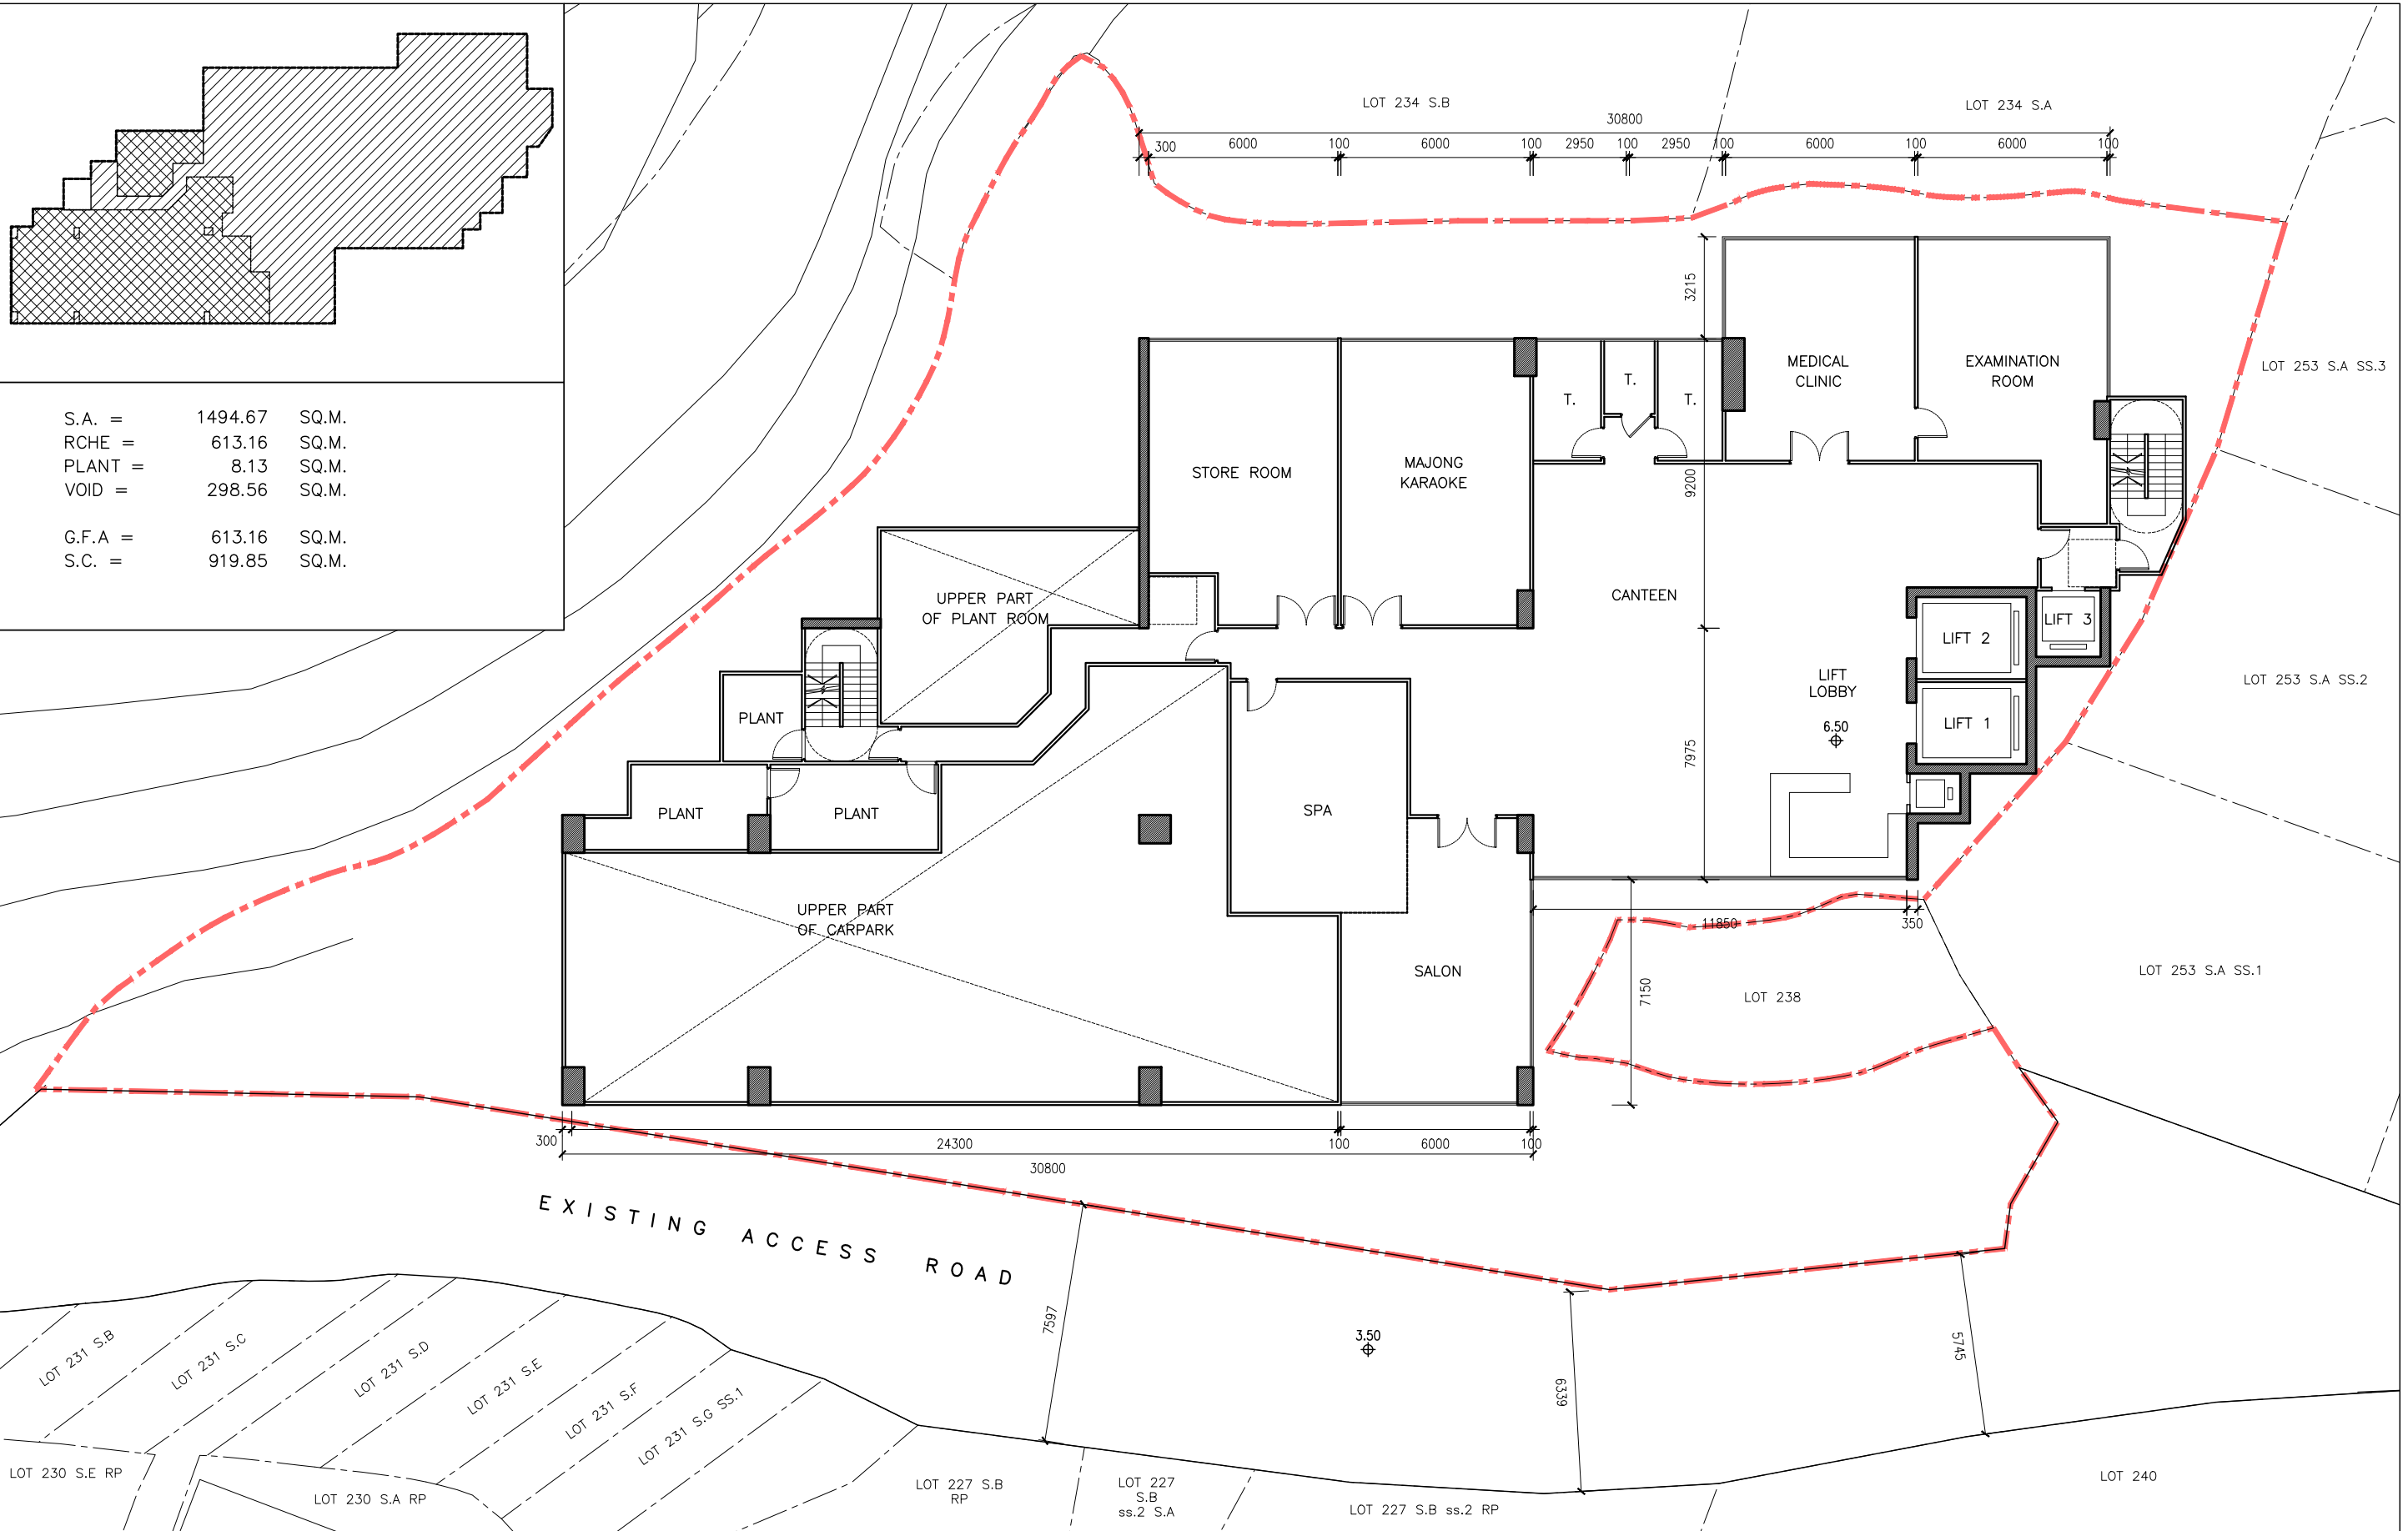 S.A. = 1494.67 SQ.M.
RCHE = 613.16 SQ.M.
PLANT = 8.13 SQ.M.
VOID = 298.56 SQ.M.
G.F.A = 613.16 SQ.M.
S.C. = 919.85 SQ.M.
LOT 234 S.B
LOT 234 S.A
30800
300 6000 100 6000 100 2950 100 2950 100 6000 100 6000 100
3215
9200
7975
LOT 253 S.A SS.3
MEDICAL
CLINIC
EXAMINATION
ROOM
T.
T.
T.
STORE ROOM
MAJONG
KARAOKE
CANTEEN
UPPER PART
OF PLANT ROOM
LIFT 3
LIFT 2
LIFT 1
LIFT
LOBBY
6.50
LOT 253 S.A SS.2
PLANT
PLANT
PLANT
SPA
UPPER PART
OF CARPARK
SALON
11850
350
7150
LOT 238
LOT 253 S.A SS.1
300 24300 100 6000 100
30800
EXISTING ACCESS ROAD
7597
3.50
6339
5745
LOT 231 S.B
LOT 231 S.C
LOT 231 S.D
LOT 231 S.E
LOT 231 S.F
LOT 231 S.G SS.1
LOT 230 S.E RP
LOT 230 S.A RP
LOT 227 S.B
RP
LOT 227
S.B
ss.2 S.A
LOT 227 S.B ss.2 RP
LOT 240